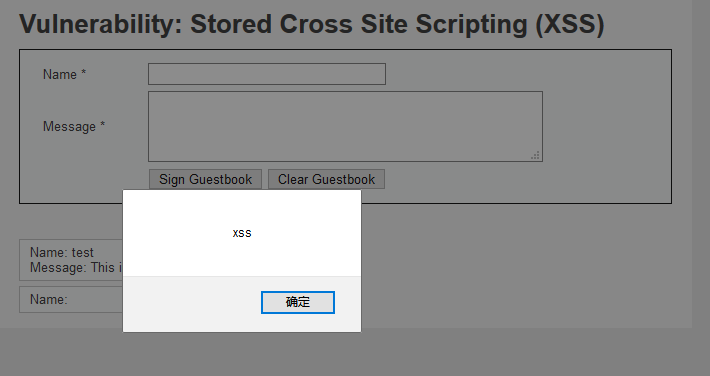 Vulnerability: Stored Cross Site Scripting (XSS)
Name *
Message *
Sign Guestbook Clear Guestbook
xss
Name: test
Message: This i
Name:
确定